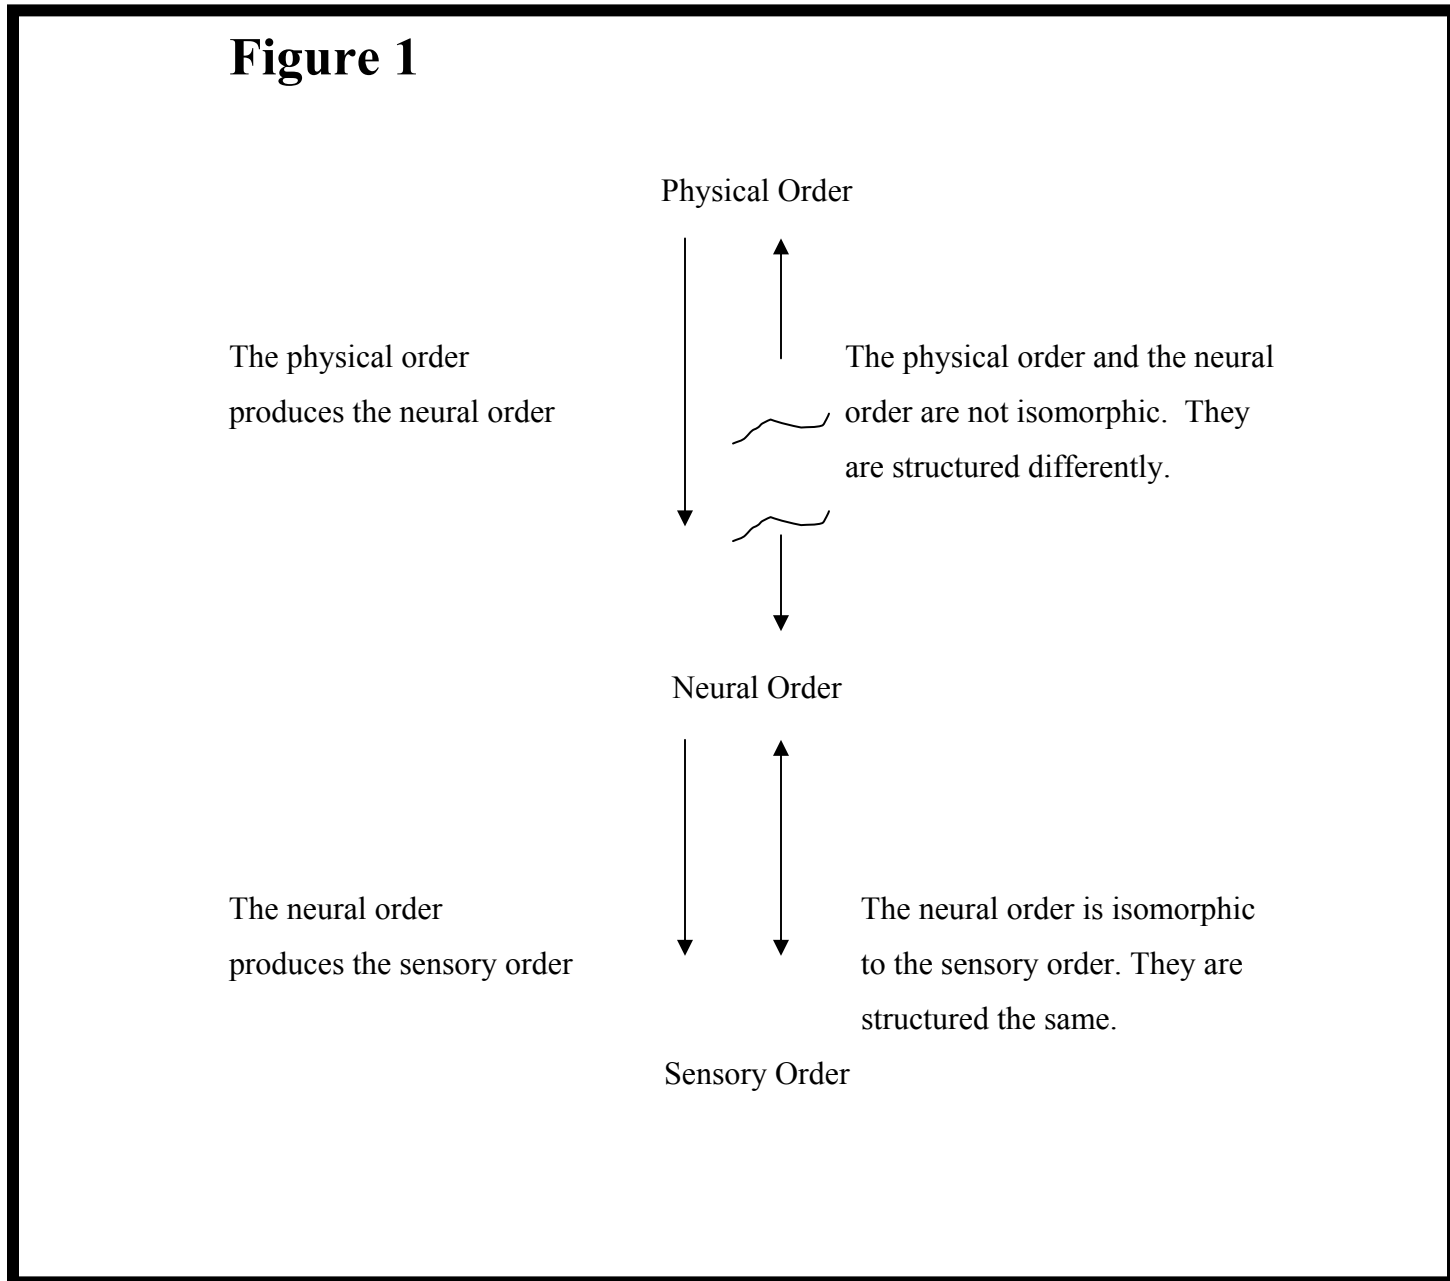 Figure 1
Physical Order
The physical order
produces the neural order
The physical order and the neural
order are not isomorphic.  They
are structured differently.
Neural Order
The neural order
produces the sensory order
The neural order is isomorphic
to the sensory order. They are
structured the same.
Sensory Order